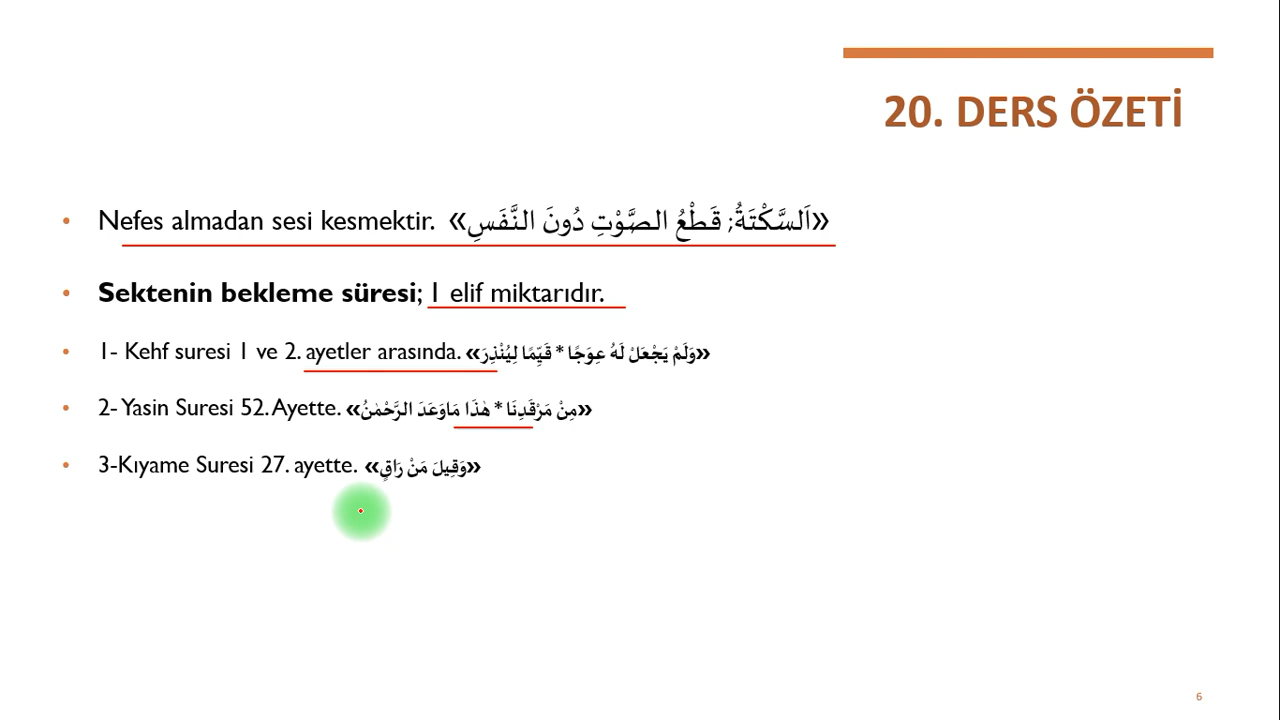 20. DERS ÖZETİ
• Nefes almadan sesi kesmektir. «اَلسَّكْتَةُ; قَطْعُ الصَّوْتِ دُونَ النَّفَسِ»
• Sektenin bekleme süresi; 1 elif miktarıdır.
• 1- Kehf suresi 1 ve 2. ayetler arasında. «وَلَمْ يَجْعَلْ لَهُ عِوَجًا * قَيِّمًا لِيُنْذِرَ»
• 2- Yasin Suresi 52. Ayette. «مِنْ مَرْقَدِنَا * هٰذَا مَاوَعَدَ الرَّحْمٰنُ»
• 3-Kıyame Suresi 27. ayette. «وَقِيلَ مَنْ رَاقٍ»
6